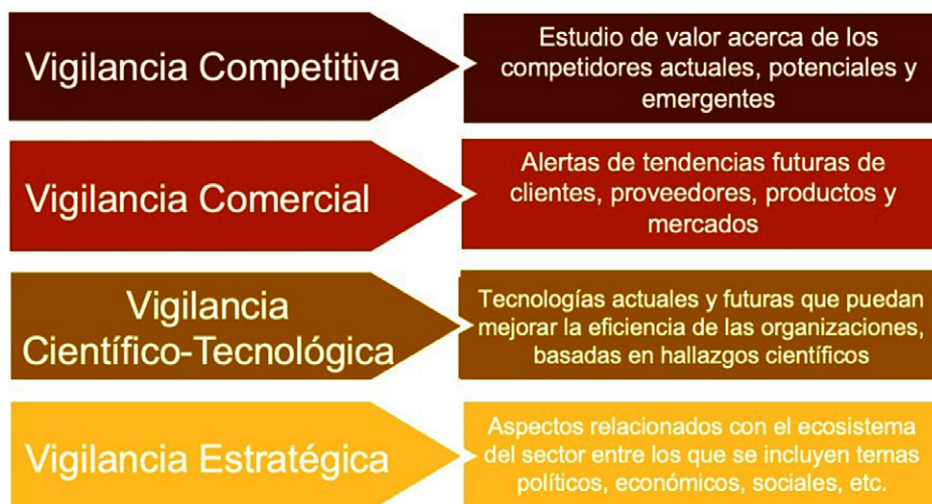 Vigilancia Competitiva
Estudio de valor acerca de los
competidores actuales, potenciales y
emergentes
Vigilancia Comercial
Alertas de tendencias futuras de
clientes, proveedores, productos y
mercados
Vigilancia
Científico-Tecnológica
Tecnologías actuales y futuras que puedan
mejorar la eficiencia de las organizaciones,
basadas en hallazgos científicos
Vigilancia Estratégica
Aspectos relacionados con el ecosistema
del sector entre los que se incluyen temas
políticos, económicos, sociales, etc.